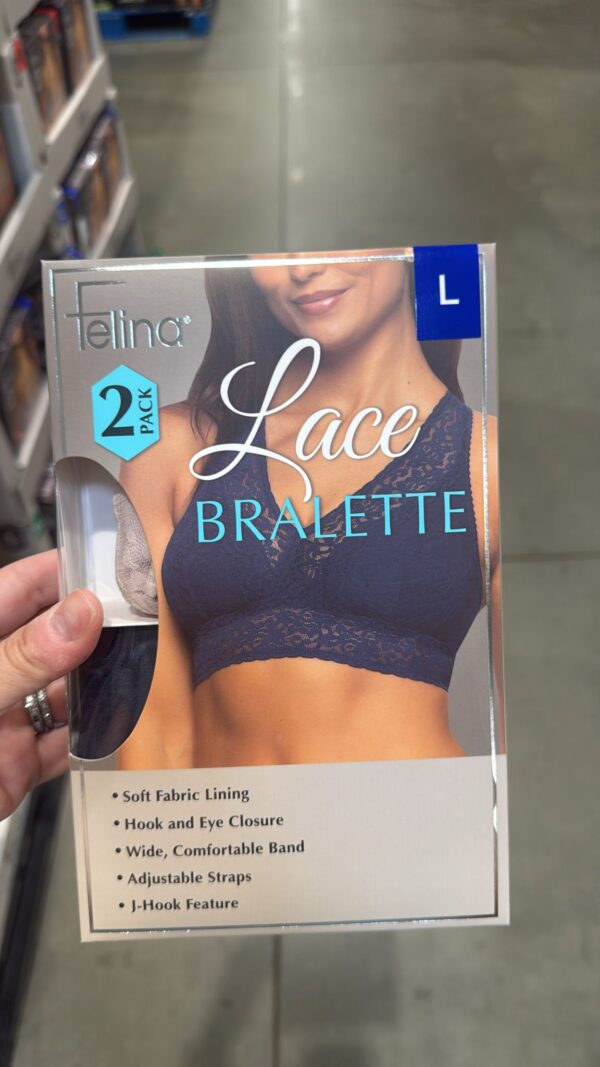 Felina
L
2
PACK
Lace
BRALETTE
• Soft Fabric Lining
• Hook and Eye Closure
• Wide, Comfortable Band
• Adjustable Straps
• J-Hook Feature